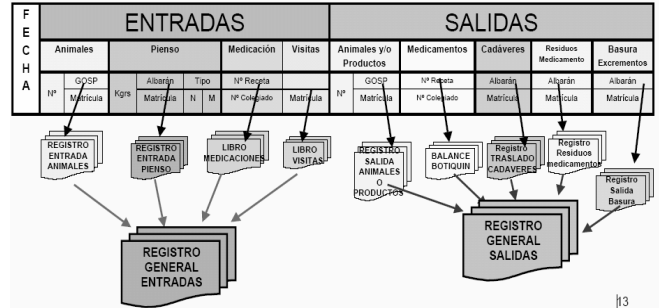 FECHA
ENTRADAS SALIDAS
Animales Pienso Medicación Visitas Animales y/o Productos Medicamentos Cadáveres Residuos Medicamento Basura Excrementos
Nº GOSP Kgrs Albarán Tipo Nº Receta Nº GOSP Nº Receta Albarán Albarán Albarán
Matrícula Matrícula N M Nº Colegiado Matrícula Matrícula Nº Colegiado Matrícula Matrícula Matrícula
REGISTRO
ENTRADA
ANIMALES
REGISTRO
ENTRADA
PIENSO
LIBRO
MEDICACIONES
LIBRO
VISITAS
REGISTRO
SALIDA
ANIMALES
O
PRODUCTOS
BALANCE
BOTIQUIN
Registro
TRASLADO
CADAVERES
Registro
Residuos
medicamentos
Registro
Salida
Basura
REGISTRO
GENERAL
ENTRADAS
REGISTRO
GENERAL
SALIDAS
13